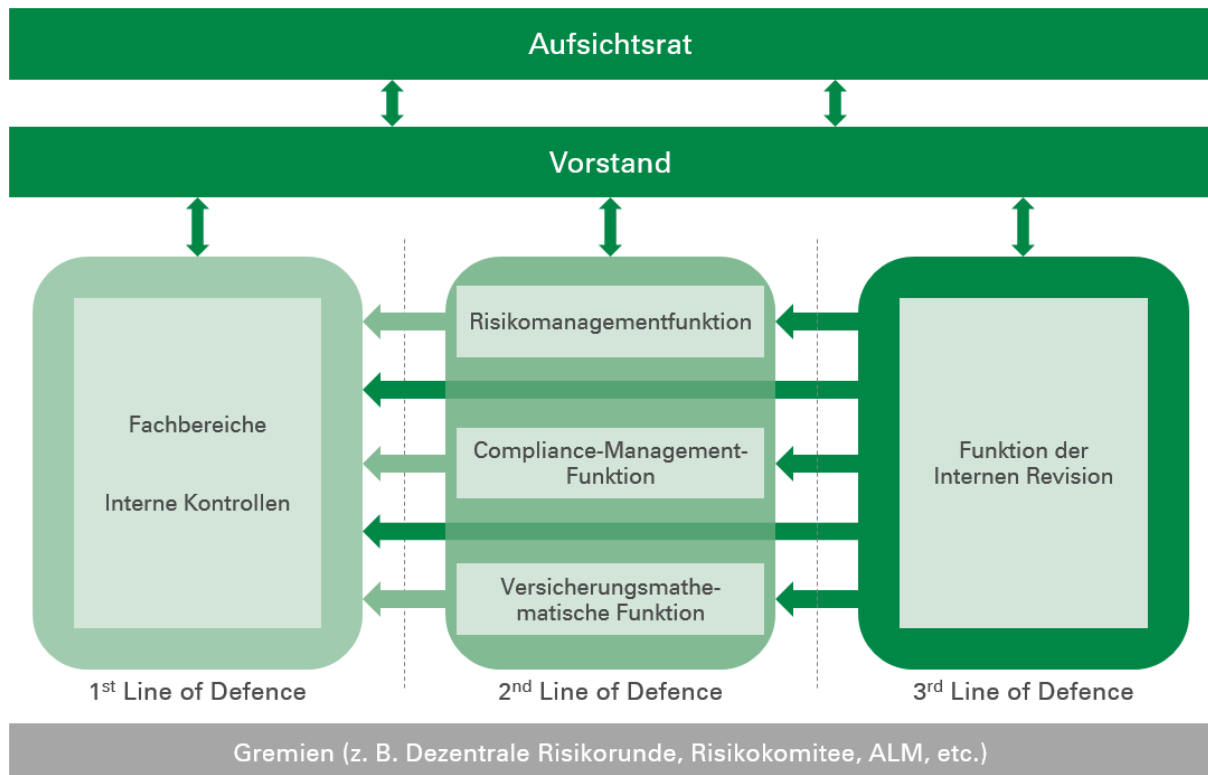 Aufsichtsrat
Vorstand
Fachbereiche
Interne Kontrollen
Risikomanagementfunktion
Compliance-Management-
Funktion
Versicherungsmathe-
matische Funktion
Funktion der
Internen Revision
1st Line of Defence
2nd Line of Defence
3rd Line of Defence
Gremien (z. B. Dezentrale Risikorunde, Risikokomitee, ALM, etc.)